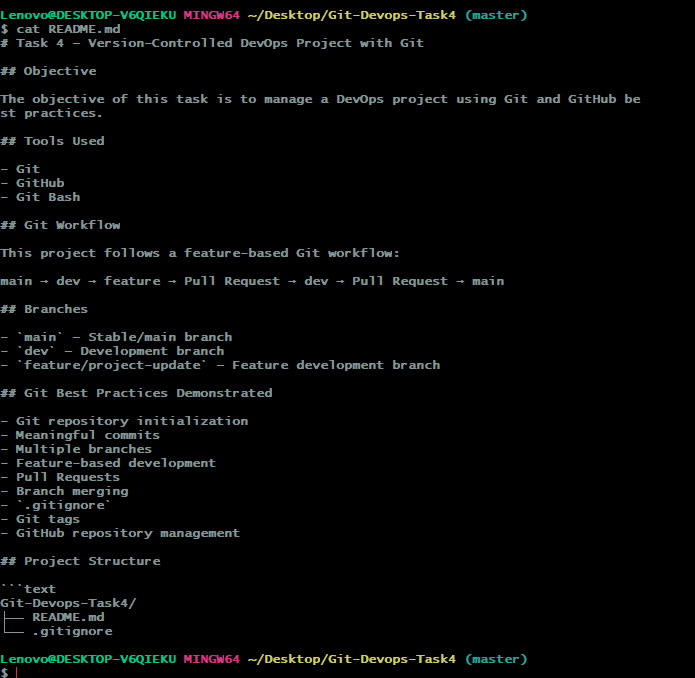 Lenovo@DESKTOP-V6QIEKU MINGW64 ~/Desktop/Git-Devops-Task4 (master)
$ cat README.md
# Task 4 – Version-Controlled DevOps Project with Git
## Objective
The objective of this task is to manage a DevOps project using Git and GitHub be
st practices.
## Tools Used
- Git
- GitHub
- Git Bash
## Git Workflow
This project follows a feature-based Git workflow:
main → dev → feature → Pull Request → dev → Pull Request → main
## Branches
- `main` – Stable/main branch
- `dev` – Development branch
- `feature/project-update` – Feature development branch
## Git Best Practices Demonstrated
- Git repository initialization
- Meaningful commits
- Multiple branches
- Feature-based development
- Pull Requests
- Branch merging
- `.gitignore`
- Git tags
- GitHub repository management
## Project Structure
```text
Git-Devops-Task4/
├── README.md
└── .gitignore
Lenovo@DESKTOP-V6QIEKU MINGW64 ~/Desktop/Git-Devops-Task4 (master)
$